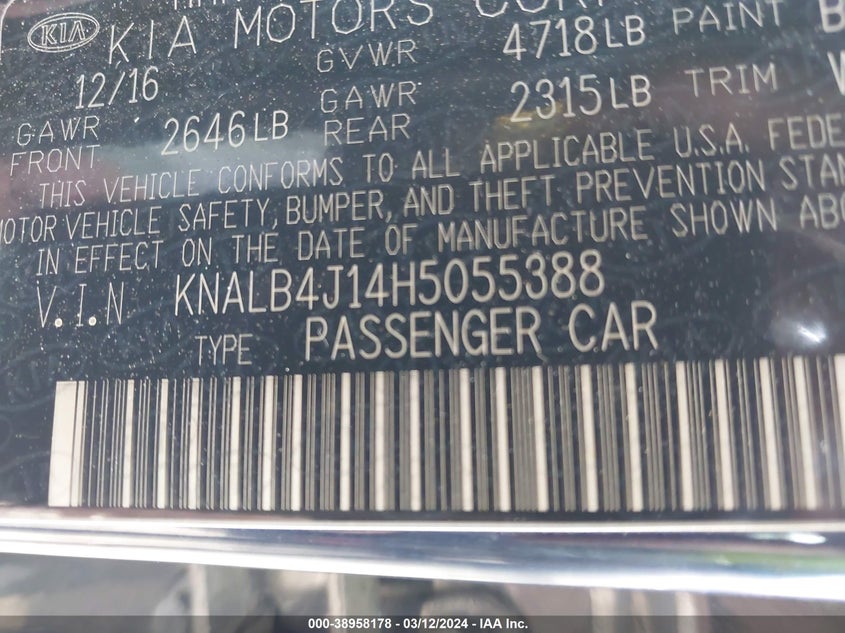 KIA KIA MOTORS
12/16 GVWR 4718LB PAINT
GAWR FRONT 2646LB GAWR REAR 2315LB TRIM
THIS VEHICLE CONFORMS TO ALL APPLICABLE U.S.A.
MOTOR VEHICLE SAFETY, BUMPER, AND THEFT PREVENTION
IN EFFECT ON THE DATE OF MANUFACTURE SHOWN
V.I.N KNALB4J14H5055388
TYPE PASSENGER CAR
000-38958178 - 03/12/2024 - IAA Inc.